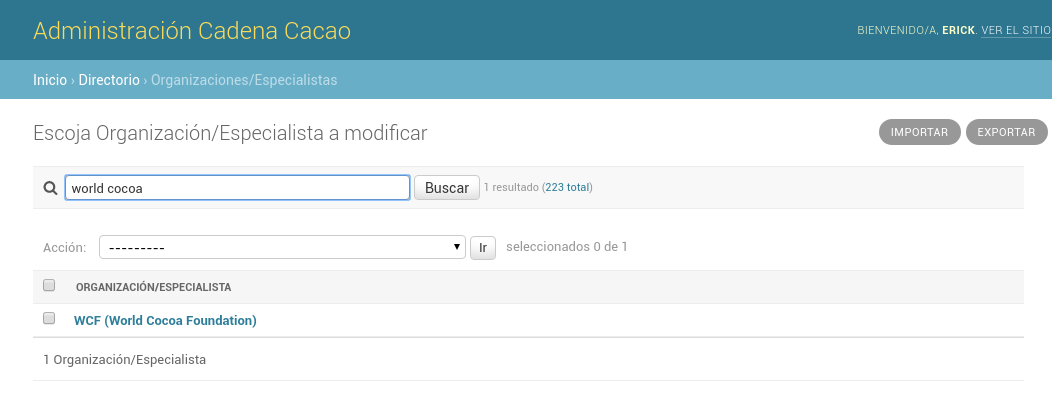 Administración Cadena Cacao
BIENVENIDO/A, ERICK. VER EL SITIO
Inicio › Directorio › Organizaciones/Especialistas
Escoja Organización/Especialista a modificar
IMPORTAR EXPORTAR
world cocoa Buscar 1 resultado (223 total)
Acción: --------- Ir seleccionados 0 de 1
ORGANIZACIÓN/ESPECIALISTA
WCF (World Cocoa Foundation)
1 Organización/Especialista